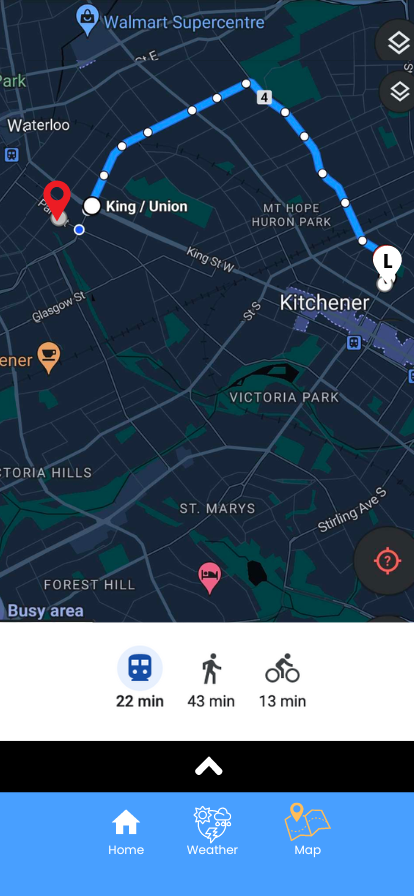 Walmart Supercentre
St E
Park
4
Waterloo
King / Union
MT HOPE
HURON PARK
King St W
L
Glasgow St
St S
Kitchener
ener
VICTORIA PARK
CTORIA HILLS
ST. MARYS
Stirling Ave S
?
FOREST HILL
Busy area
22 min
43 min
13 min
Home
Weather
Map